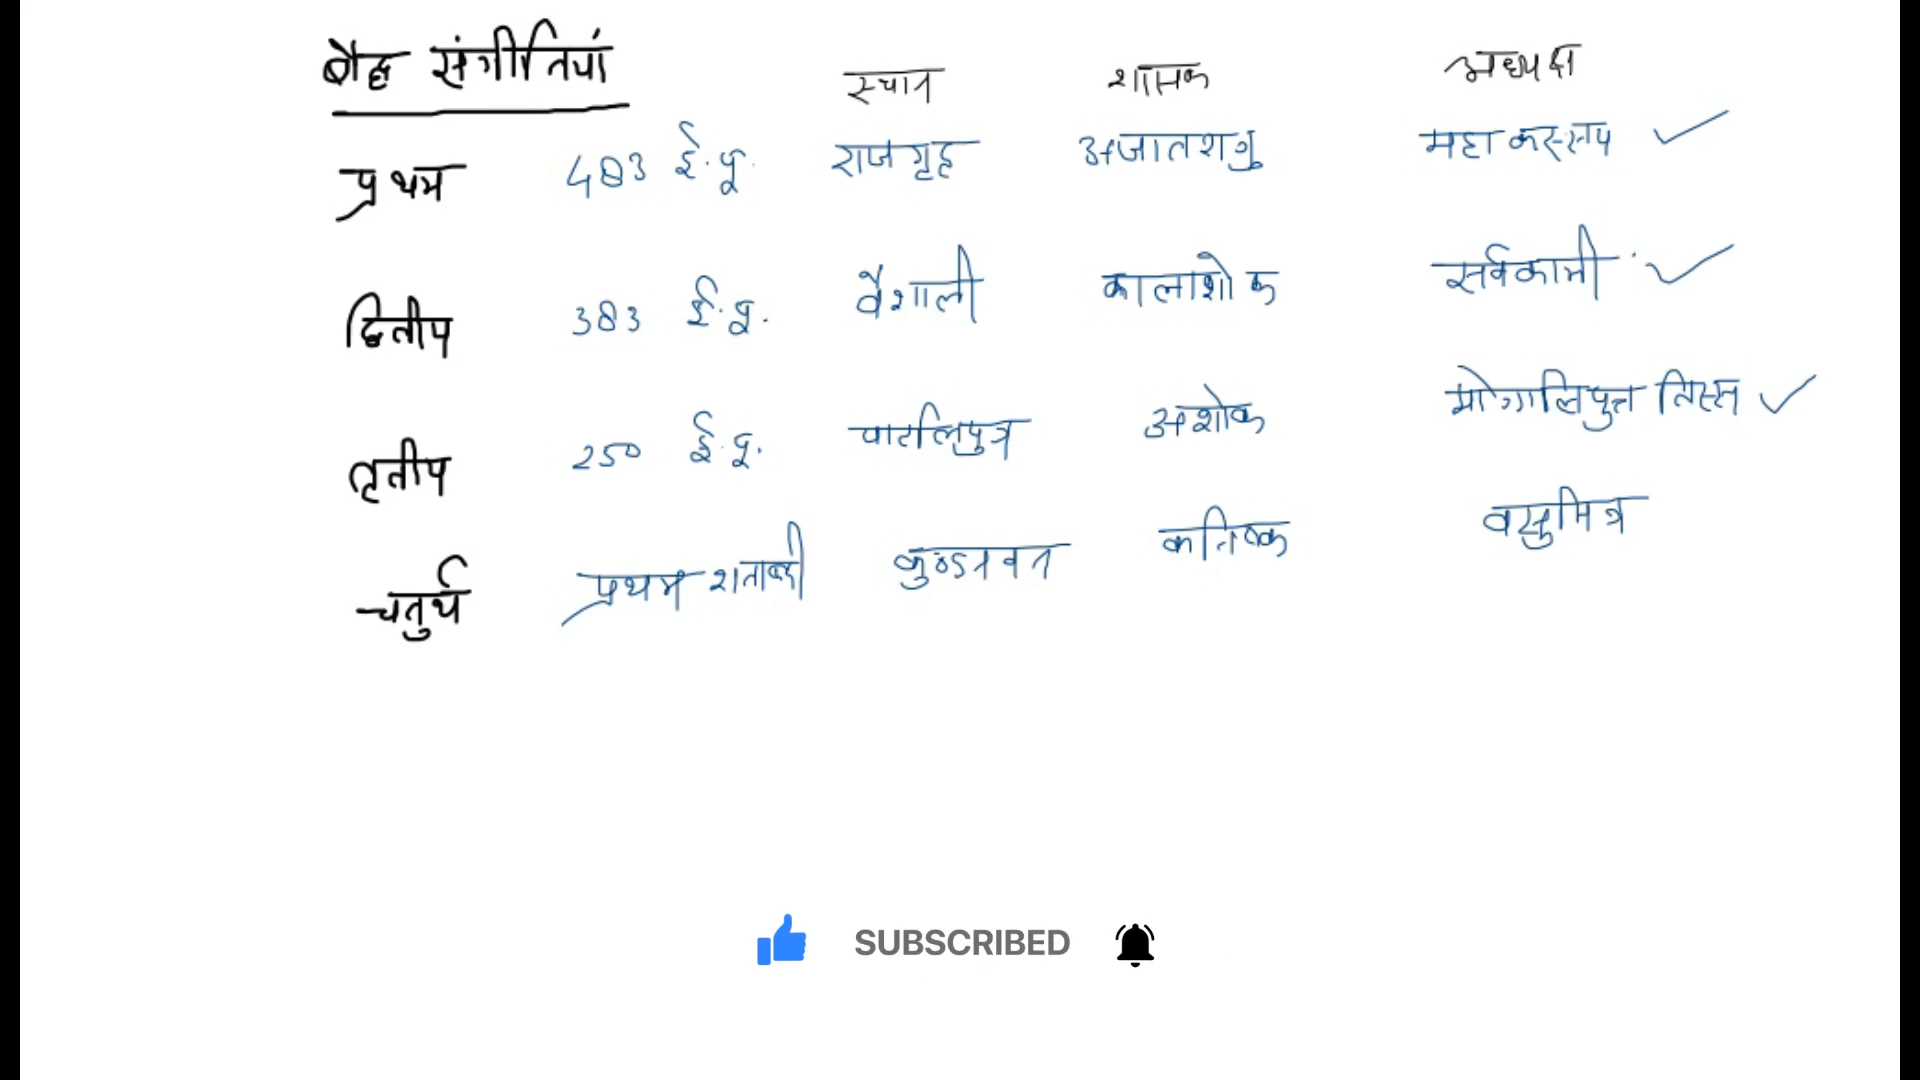 बौद्ध संगीतियां स्थान शासक अध्यक्ष
प्रथम 483 ई.पू. राजगृह अजातशत्रु महाकस्सप
द्वितीय 383 ई.पू. वैशाली कालाशोक सर्वकामी
तृतीय 250 ई.पू. पाटलिपुत्र अशोक मोग्गलिपुत्त तिस्स
चतुर्थ प्रथम शताब्दी कुण्डनवन कनिष्क वसुमित्र
SUBSCRIBED